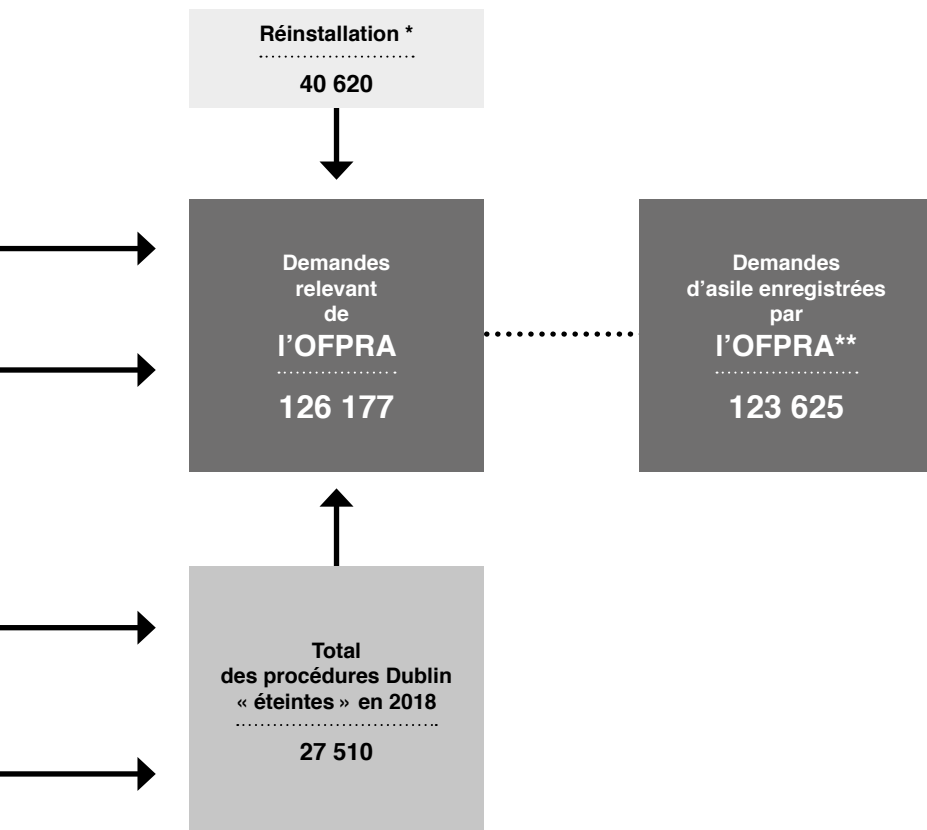 Réinstallation *
40 620
Demandes
relevant
de
l'OFPRA
126 177
Demandes
d'asile enregistrées
par
l'OFPRA**
123 625
Total
des procédures Dublin
« éteintes » en 2018
27 510